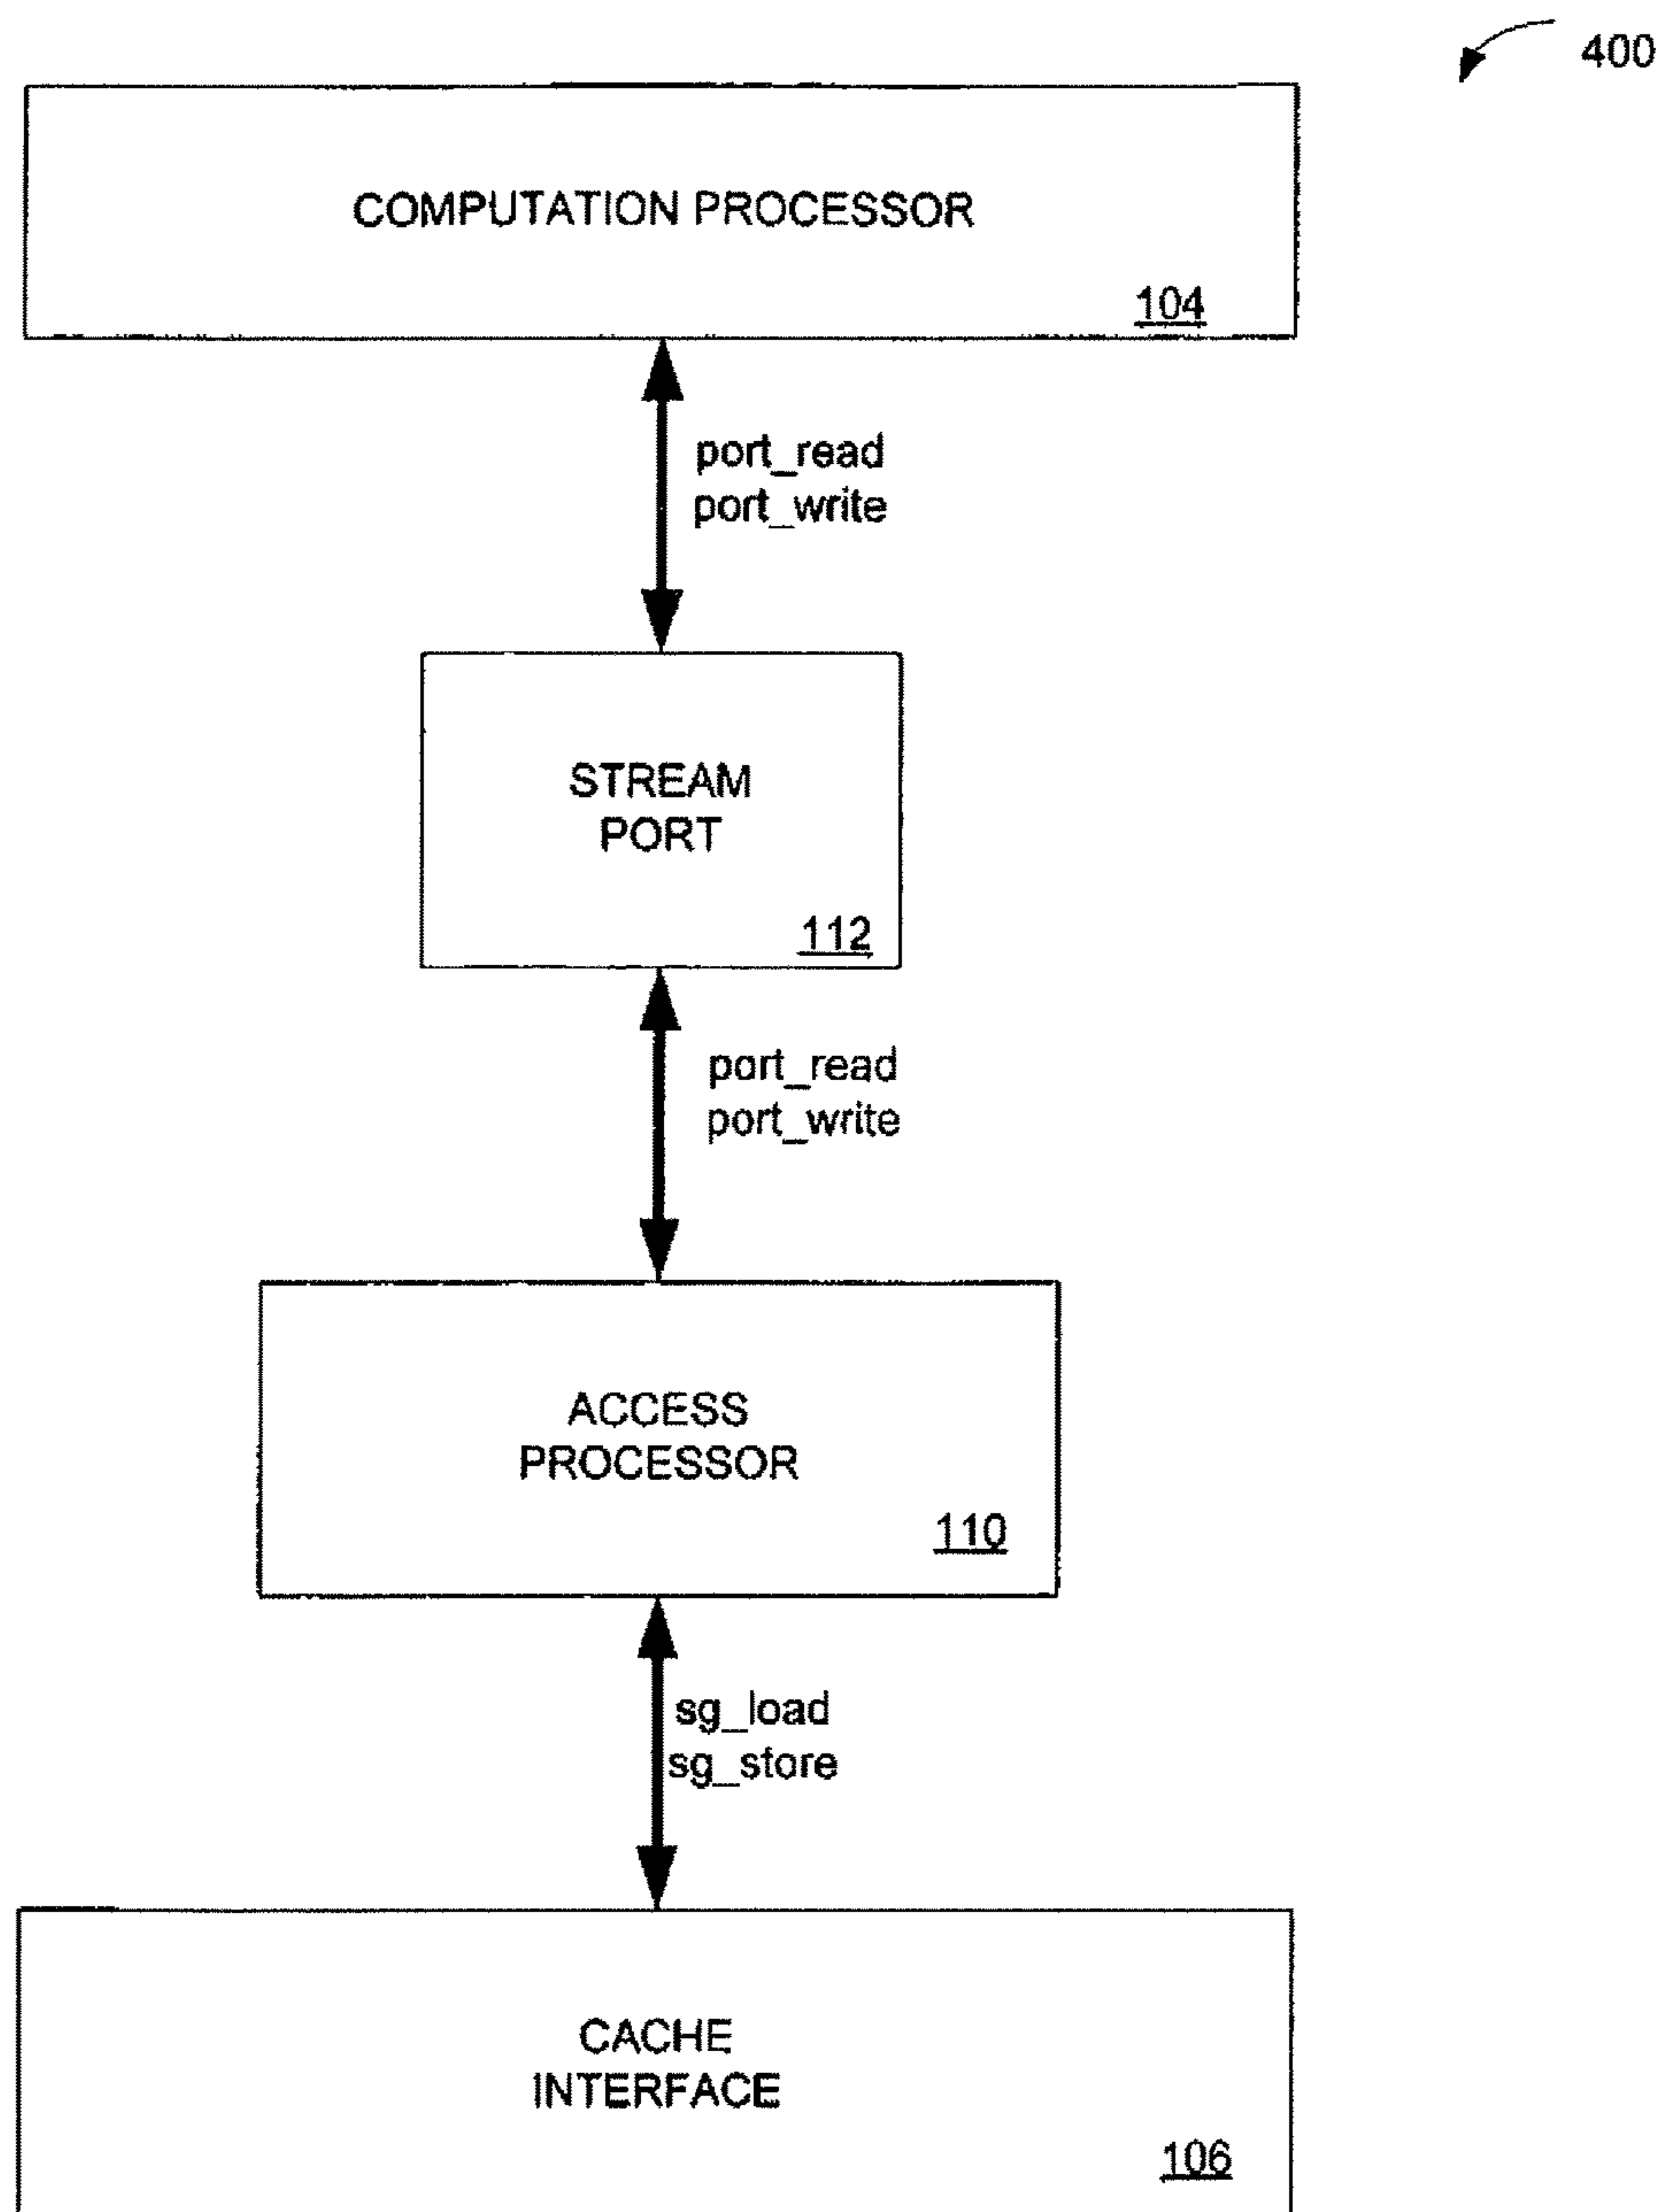 400
COMPUTATION PROCESSOR
104
port_read
port_write
STREAM
PORT
112
port_read
port_write
ACCESS
PROCESSOR
110
sg_load
sg_store
CACHE
INTERFACE
106